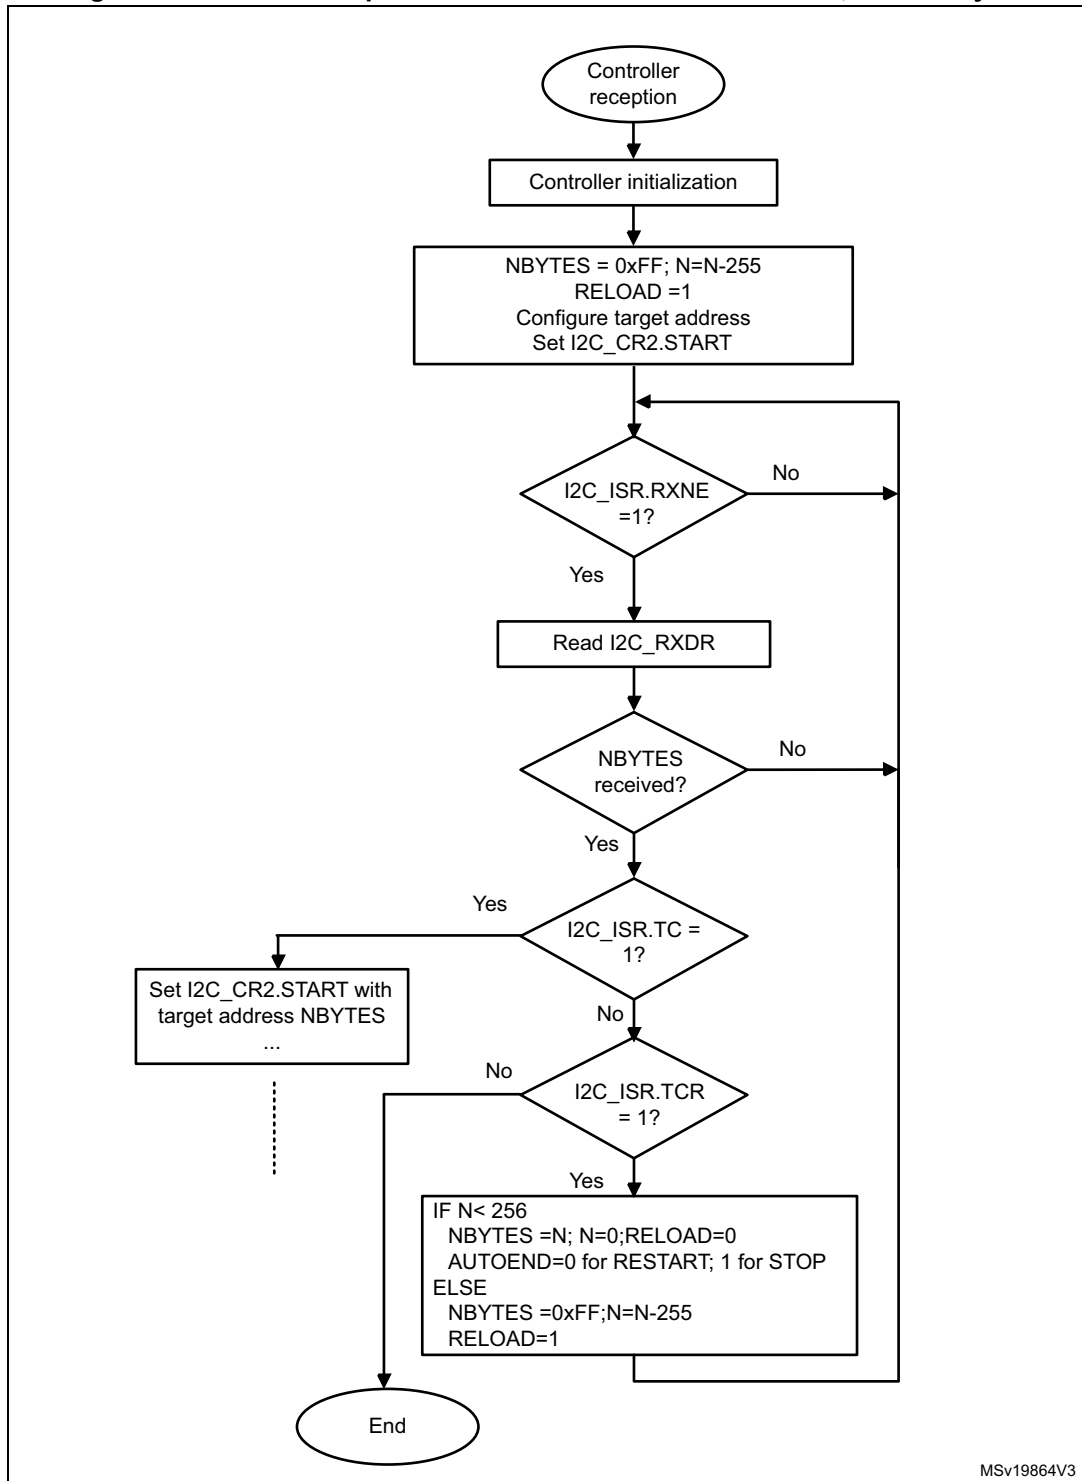 Controller
reception
Controller initialization
NBYTES = 0xFF; N=N-255
RELOAD =1
Configure target address
Set I2C_CR2.START
I2C_ISR.RXNE
=1?
No
Yes
Read I2C_RXDR
NBYTES
received?
No
Yes
I2C_ISR.TC =
1?
Yes
Set I2C_CR2.START with
target address NBYTES
...
No
I2C_ISR.TCR
= 1?
No
Yes
IF N< 256
NBYTES =N; N=0;RELOAD=0
AUTOEND=0 for RESTART; 1 for STOP
ELSE
NBYTES =0xFF;N=N-255
RELOAD=1
End
MSv19864V3